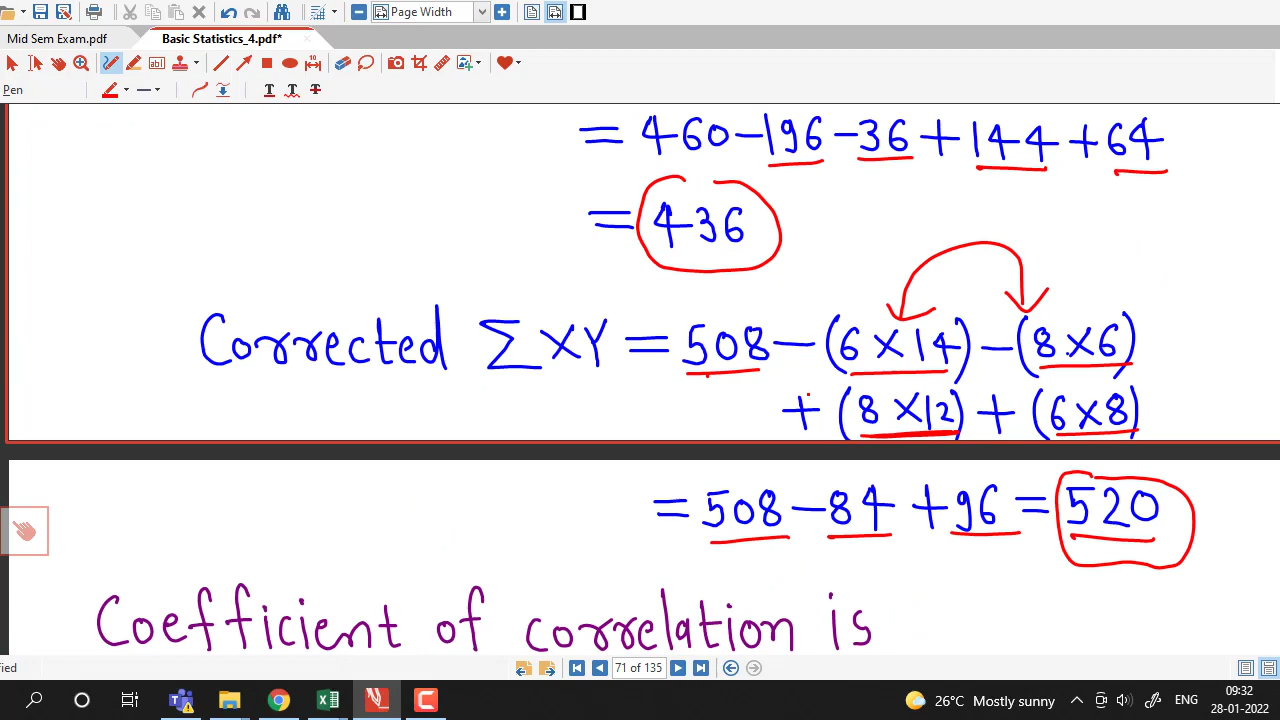 Page Width
Mid Sem Exam.pdf
Basic Statistics_4.pdf*
10
Pen
= 460 - 196 - 36 + 144 + 64
= 436
Corrected ΣXY = 508 - (6 × 14) - (8 × 6)
+ (8 × 12) + (6 × 8)
= 508 - 84 + 96 = 520
Coefficient of correlation is
fied
71 of 135
26°C Mostly sunny
ENG
09:32
28-01-2022